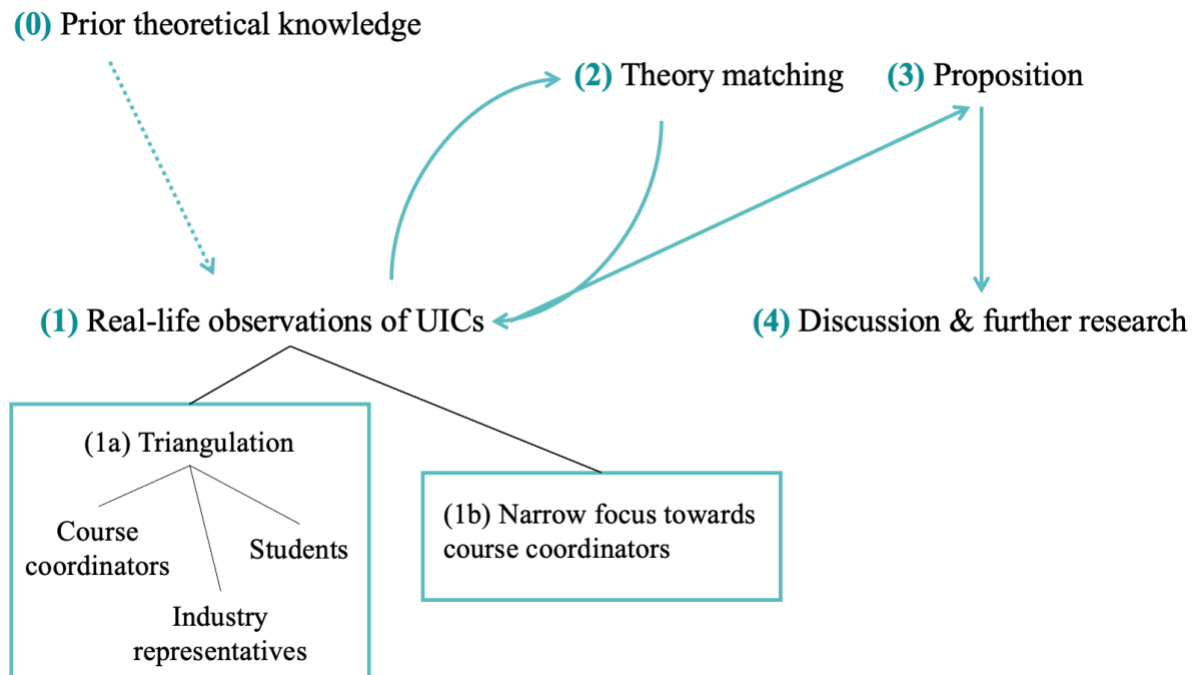 (0) Prior theoretical knowledge
(2) Theory matching
(3) Proposition
(1) Real-life observations of UICs
(4) Discussion & further research
(1a) Triangulation
Course
coordinators
Students
Industry
representatives
(1b) Narrow focus towards
course coordinators